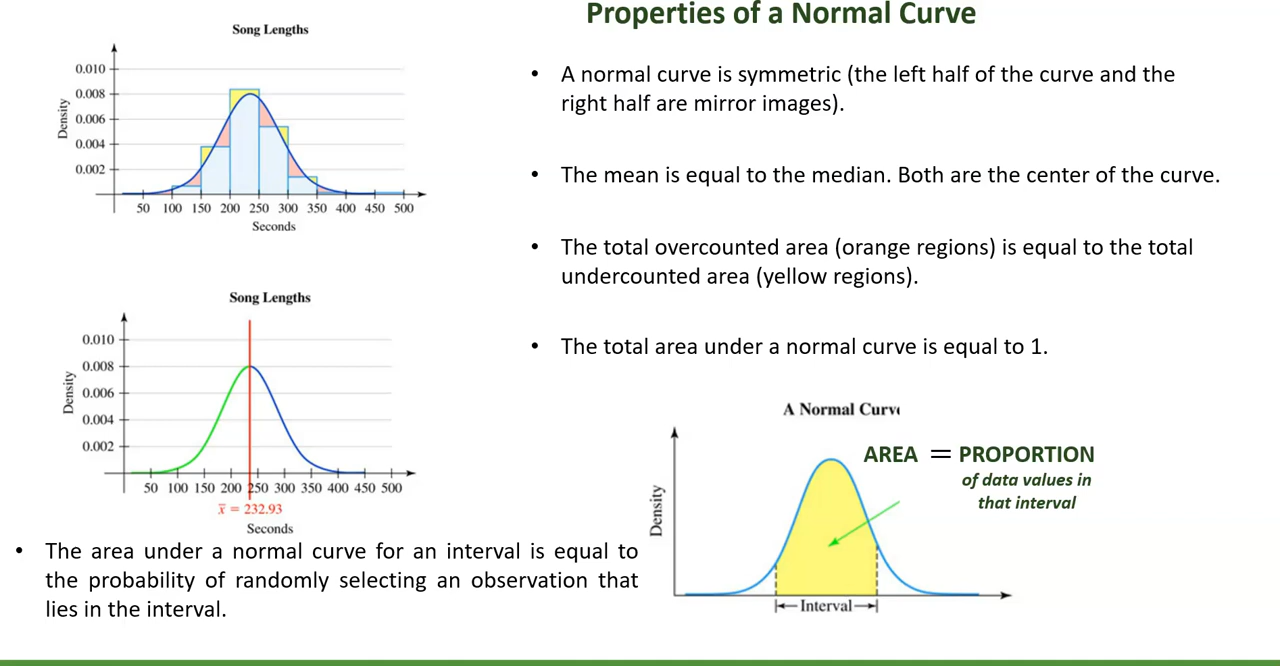 Properties of a Normal Curve
Song Lengths
0.010
0.008
0.006
0.004
0.002
Density
50 100 150 200 250 300 350 400 450 500
Seconds
• A normal curve is symmetric (the left half of the curve and the
right half are mirror images).
• The mean is equal to the median. Both are the center of the curve.
• The total overcounted area (orange regions) is equal to the total
undercounted area (yellow regions).
• The total area under a normal curve is equal to 1.
Song Lengths
0.010
0.008
0.006
0.004
0.002
Density
50 100 150 200 250 300 350 400 450 500
x̅ = 232.93
Seconds
• The area under a normal curve for an interval is equal to
the probability of randomly selecting an observation that
lies in the interval.
A Normal
AREA = PROPORTION
of data values in
that interval
Density
Interval